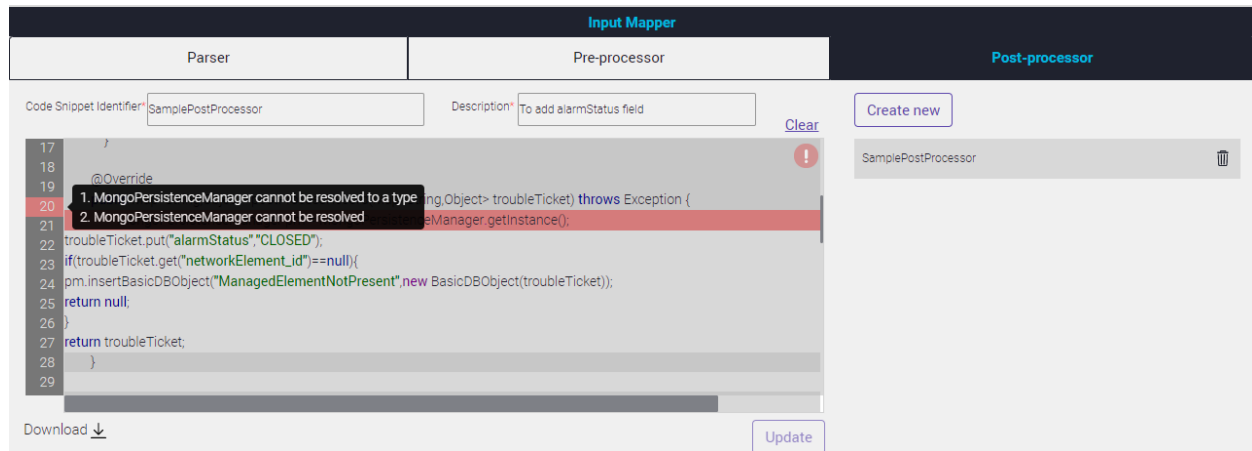 Input Mapper
Parser
Pre-processor
Post-processor
Code Snippet Identifier* SamplePostProcessor
Description* To add alarmStatus field
Clear
Create new
SamplePostProcessor
17 }
18
19 @Override
20 ing,Object> troubleTicket) throws Exception {
21 PersistenceManager.getInstance();
1. MongoPersistenceManager cannot be resolved to a type
2. MongoPersistenceManager cannot be resolved
22 troubleTicket.put("alarmStatus","CLOSED");
23 if(troubleTicket.get("networkElement_id")==null){
24 pm.insertBasicDBObject("ManagedElementNotPresent",new BasicDBObject(troubleTicket));
25 return null;
26 }
27 return troubleTicket;
28 }
29
Download
Update